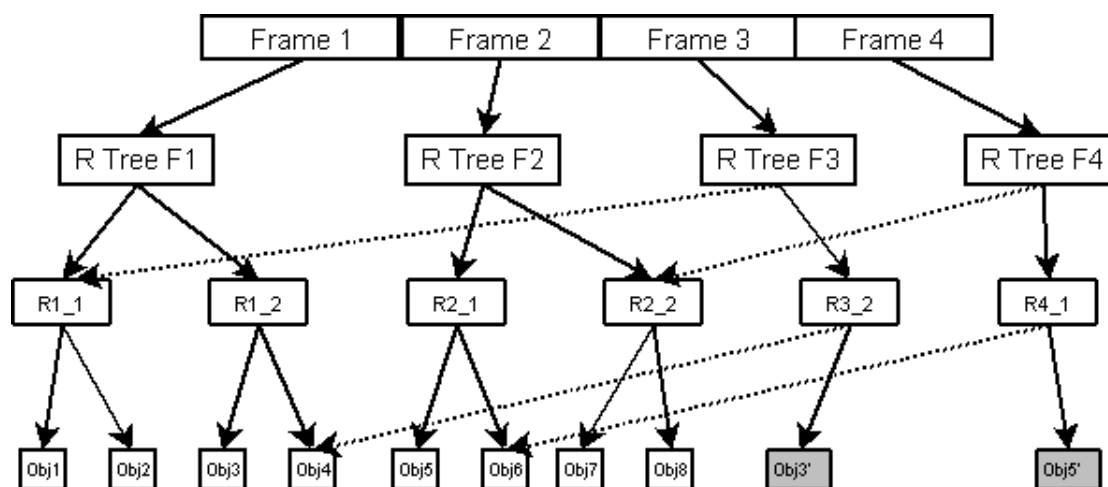 Frame 1 Frame 2 Frame 3 Frame 4
R Tree F1 R Tree F2 R Tree F3 R Tree F4
R1_1 R1_2 R2_1 R2_2 R3_2 R4_1
Obj1 Obj2 Obj3 Obj4 Obj5 Obj6 Obj7 Obj8 Obj3' Obj5'